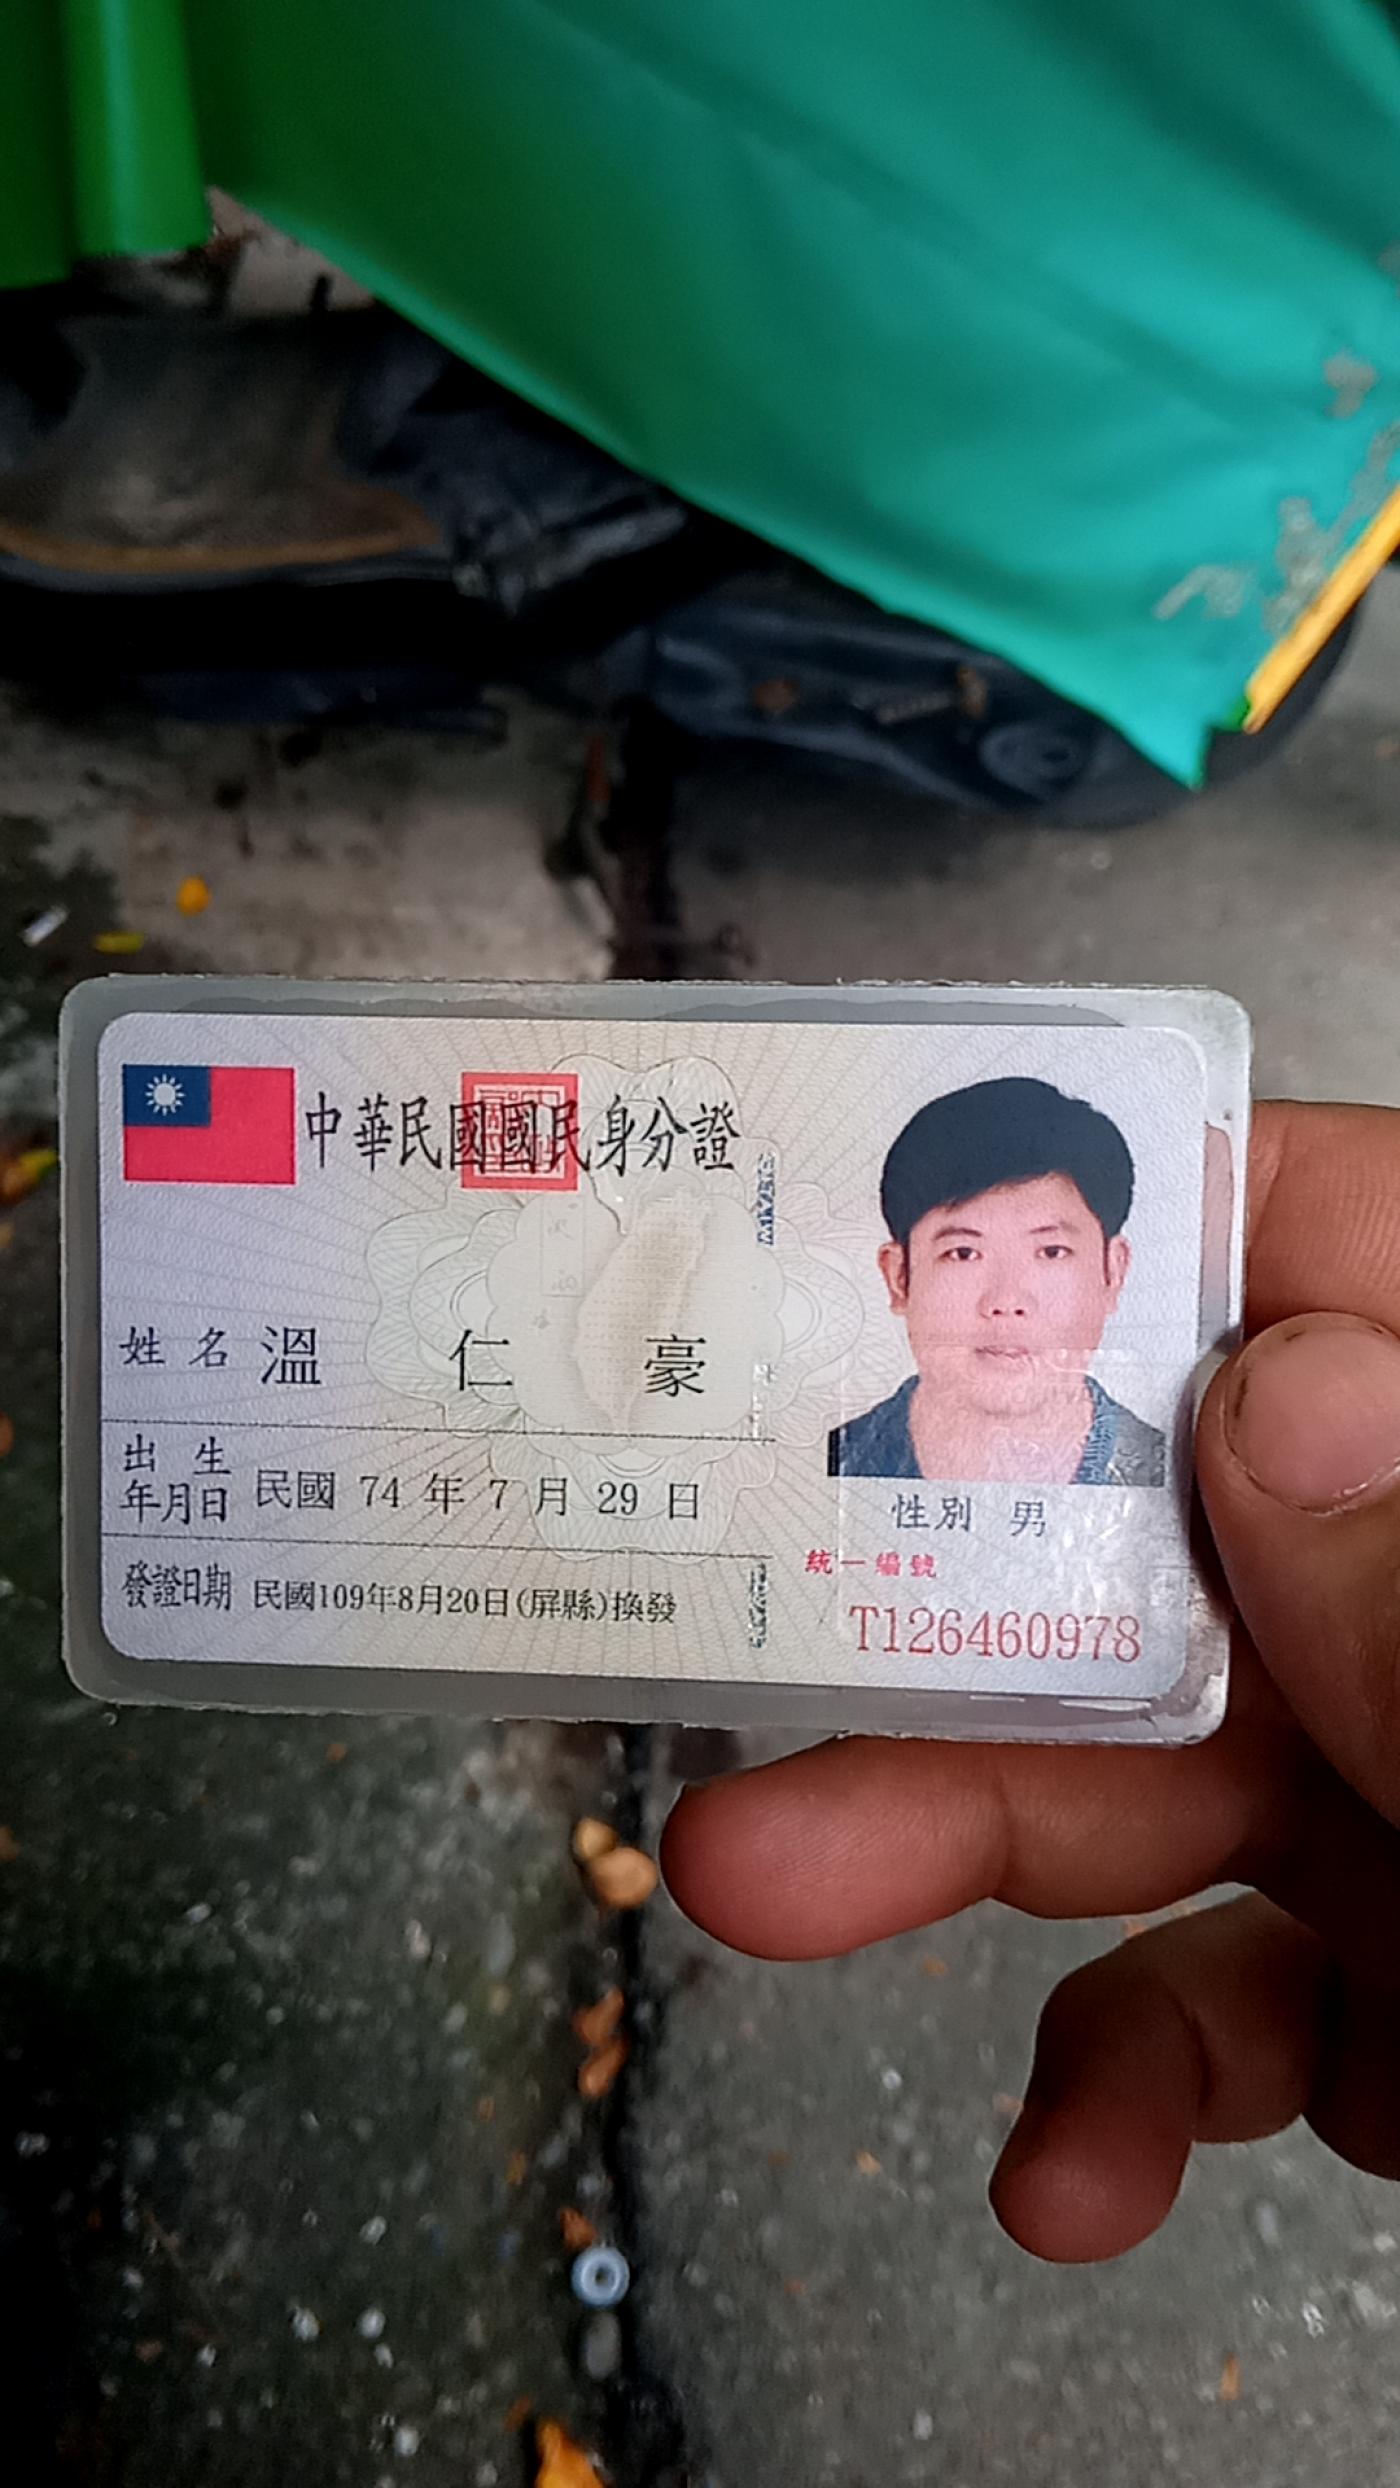 中華民國國民身分證
姓名 溫仁豪
出生年月日 民國 74 年 7 月 29 日
發證日期 民國109年8月20日(屏縣)換發
性別 男
統一編號
T126460978